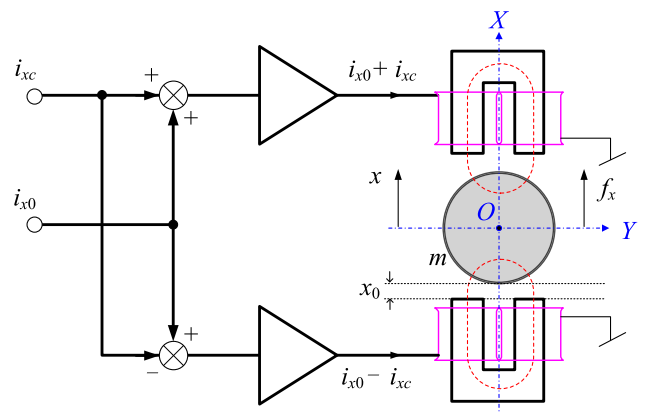 X
i_xc
+
i_x0 + i_xc
+
x
f_x
i_x0
O
Y
m
x_0
+
−
i_x0 − i_xc